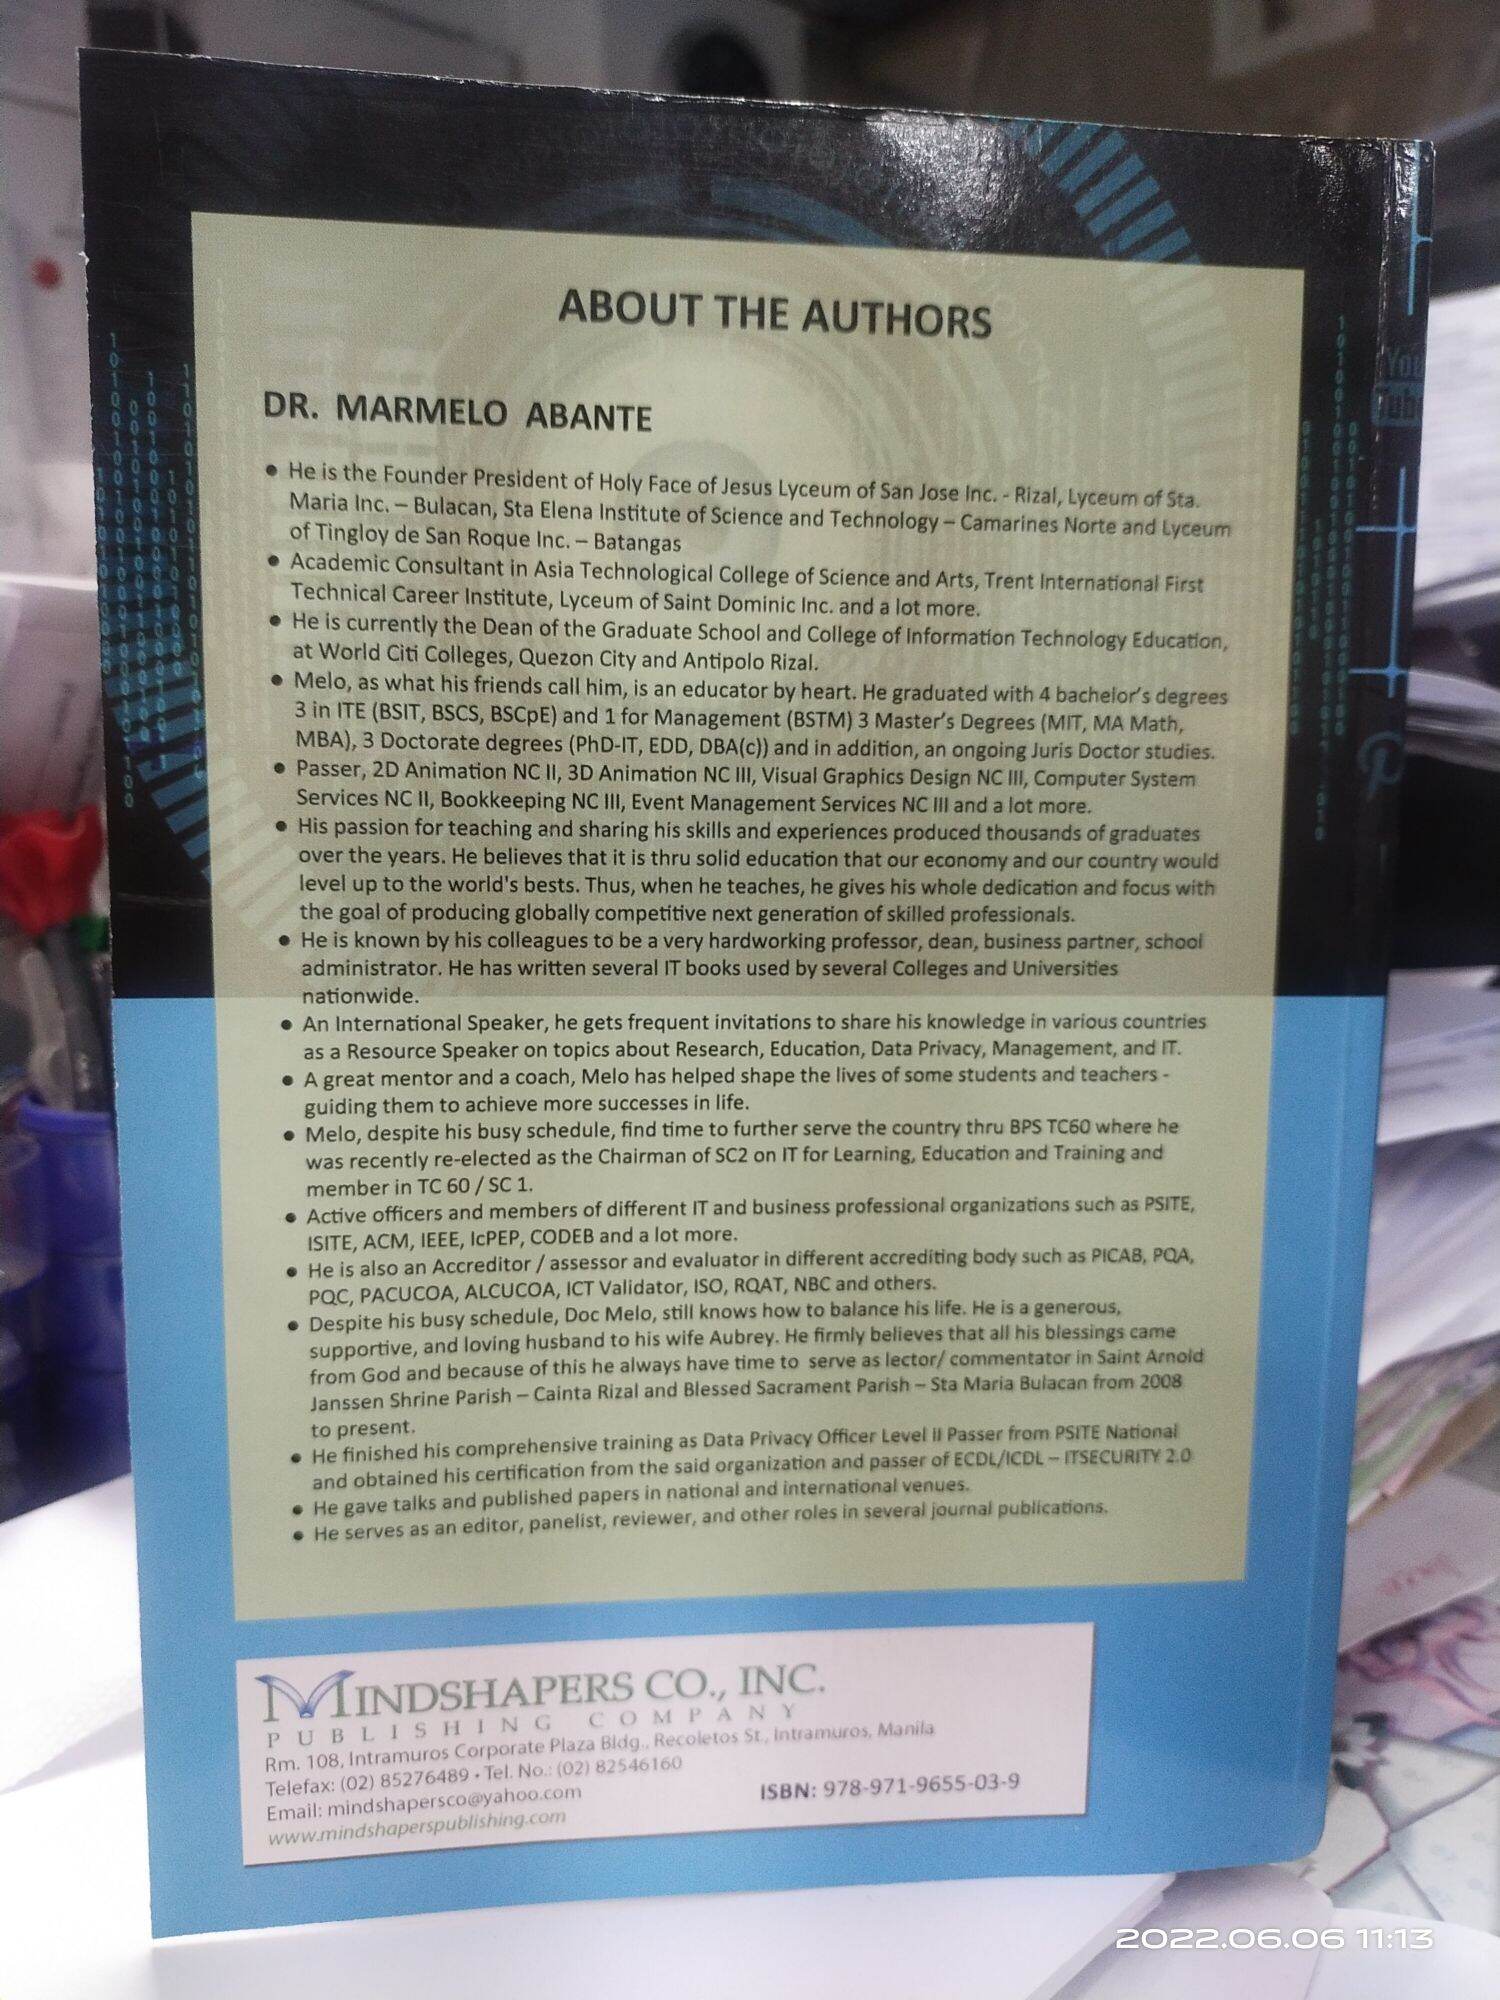 ABOUT THE AUTHORS
DR. MARMELO ABANTE
● He is the Founder President of Holy Face of Jesus Lyceum of San Jose Inc. - Rizal, Lyceum of Sta.
Maria Inc. – Bulacan, Sta Elena Institute of Science and Technology – Camarines Norte and Lyceum
of Tingloy de San Roque Inc. – Batangas
● Academic Consultant in Asia Technological College of Science and Arts, Trent International First
Technical Career Institute, Lyceum of Saint Dominic Inc. and a lot more.
● He is currently the Dean of the Graduate School and College of Information Technology Education,
at World Citi Colleges, Quezon City and Antipolo Rizal.
● Melo, as what his friends call him, is an educator by heart. He graduated with 4 bachelor's degrees
3 in ITE (BSIT, BSCS, BSCpE) and 1 for Management (BSTM) 3 Master's Degrees (MIT, MA Math,
MBA), 3 Doctorate degrees (PhD-IT, EDD, DBA(c)) and in addition, an ongoing Juris Doctor studies.
● Passer, 2D Animation NC II, 3D Animation NC III, Visual Graphics Design NC III, Computer System
Services NC II, Bookkeeping NC III, Event Management Services NC III and a lot more.
● His passion for teaching and sharing his skills and experiences produced thousands of graduates
over the years. He believes that it is thru solid education that our economy and our country would
level up to the world's bests. Thus, when he teaches, he gives his whole dedication and focus with
the goal of producing globally competitive next generation of skilled professionals.
● He is known by his colleagues to be a very hardworking professor, dean, business partner, school
administrator. He has written several IT books used by several Colleges and Universities
nationwide.
● An International Speaker, he gets frequent invitations to share his knowledge in various countries
as a Resource Speaker on topics about Research, Education, Data Privacy, Management, and IT.
● A great mentor and a coach, Melo has helped shape the lives of some students and teachers -
guiding them to achieve more successes in life.
● Melo, despite his busy schedule, find time to further serve the country thru BPS TC60 where he
was recently re-elected as the Chairman of SC2 on IT for Learning, Education and Training and
member in TC 60 / SC 1.
● Active officers and members of different IT and business professional organizations such as PSITE,
ISITE, ACM, IEEE, IcPEP, CODEB and a lot more.
● He is also an Accreditor / assessor and evaluator in different accrediting body such as PICAB, PQA,
PQC, PACUCOA, ALCUCOA, ICT Validator, ISO, RQAT, NBC and others.
● Despite his busy schedule, Doc Melo, still knows how to balance his life. He is a generous,
supportive, and loving husband to his wife Aubrey. He firmly believes that all his blessings came
from God and because of this he always have time to serve as lector/ commentator in Saint Arnold
Janssen Shrine Parish – Cainta Rizal and Blessed Sacrament Parish – Sta Maria Bulacan from 2008
to present.
● He finished his comprehensive training as Data Privacy Officer Level II Passer from PSITE National
and obtained his certification from the said organization and passer of ECDL/ICDL – ITSECURITY 2.0
● He gave talks and published papers in national and international venues.
● He serves as an editor, panelist, reviewer, and other roles in several journal publications.
MINDSHAPERS CO., INC.
PUBLISHING COMPANY
Rm. 108, Intramuros Corporate Plaza Bldg., Recoletos St., Intramuros, Manila
Telefax: (02) 85276489 • Tel. No.: (02) 82546160
Email: mindshapersco@yahoo.com
www.mindshaperspublishing.com
ISBN: 978-971-9655-03-9
You
Tube
2022.06.06 11:13